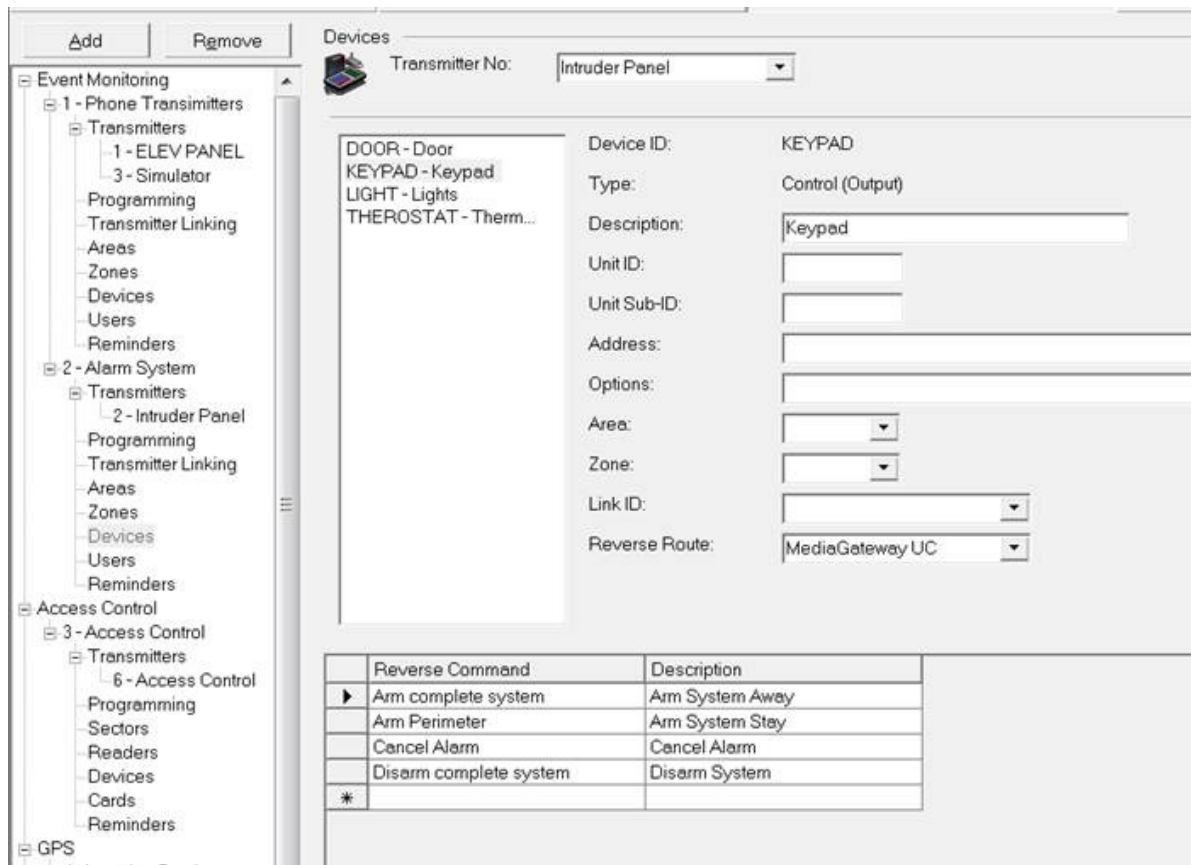 Add
Remove
Event Monitoring
1 - Phone Transimitters
Transmitters
1 - ELEV PANEL
3 - Simulator
Programming
Transmitter Linking
Areas
Zones
Devices
Users
Reminders
2 - Alarm System
Transmitters
2 - Intruder Panel
Programming
Transmitter Linking
Areas
Zones
Devices
Users
Reminders
Access Control
3 - Access Control
Transmitters
6 - Access Control
Programming
Sectors
Readers
Devices
Cards
Reminders
GPS
Devices
Transmitter No: Intruder Panel
DOOR - Door
KEYPAD - Keypad
LIGHT - Lights
THEROSTAT - Therm...
Device ID: KEYPAD
Type: Control (Output)
Description: Keypad
Unit ID:
Unit Sub-ID:
Address:
Options:
Area:
Zone:
Link ID:
Reverse Route: MediaGateway UC
Reverse Command Description
Arm complete system Arm System Away
Arm Perimeter Arm System Stay
Cancel Alarm Cancel Alarm
Disarm complete system Disarm System